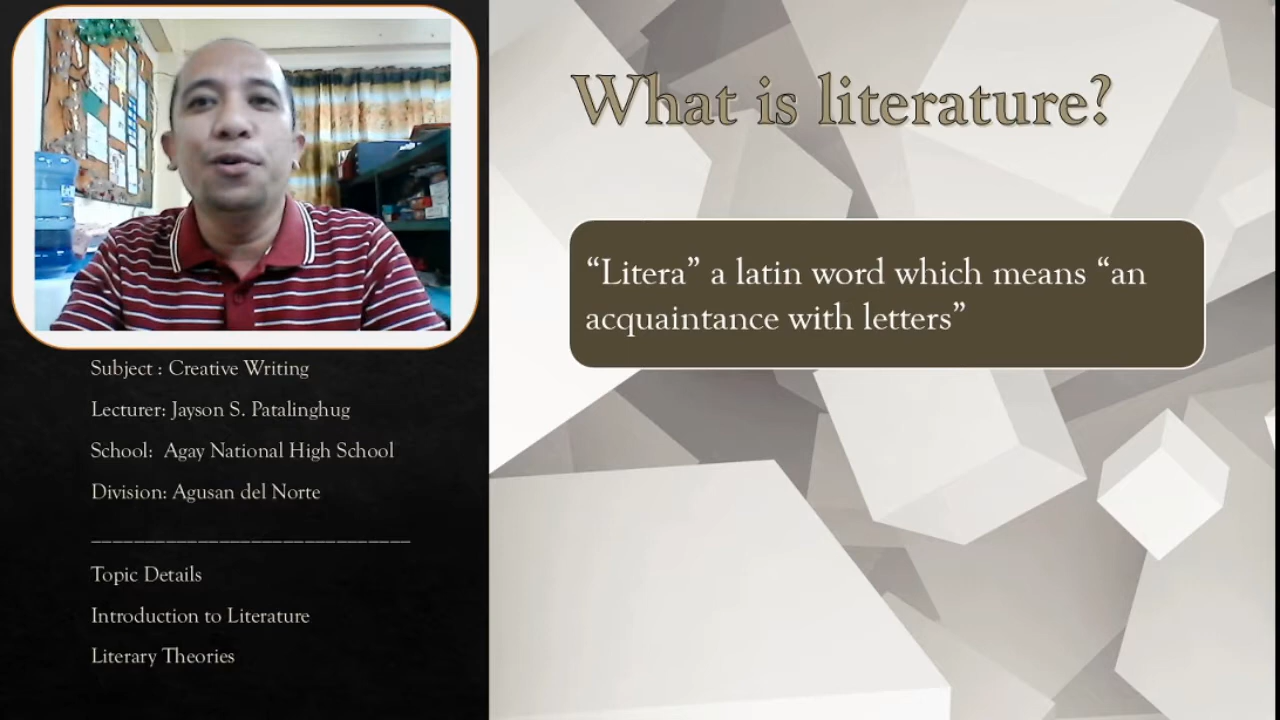 Subject : Creative Writing
Lecturer: Jayson S. Patalinghug
School:  Agay National High School
Division: Agusan del Norte
______________________________
Topic Details
Introduction to Literature
Literary Theories
What is literature?
“Litera” a latin word which means “an
acquaintance with letters”